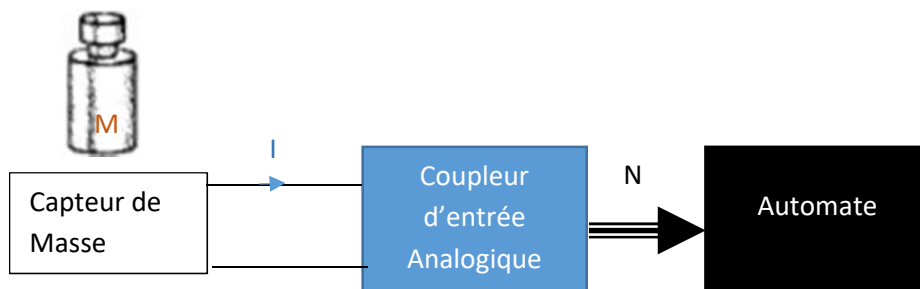 M
I
Capteur de
Masse
Coupleur
d'entrée
Analogique
N
Automate